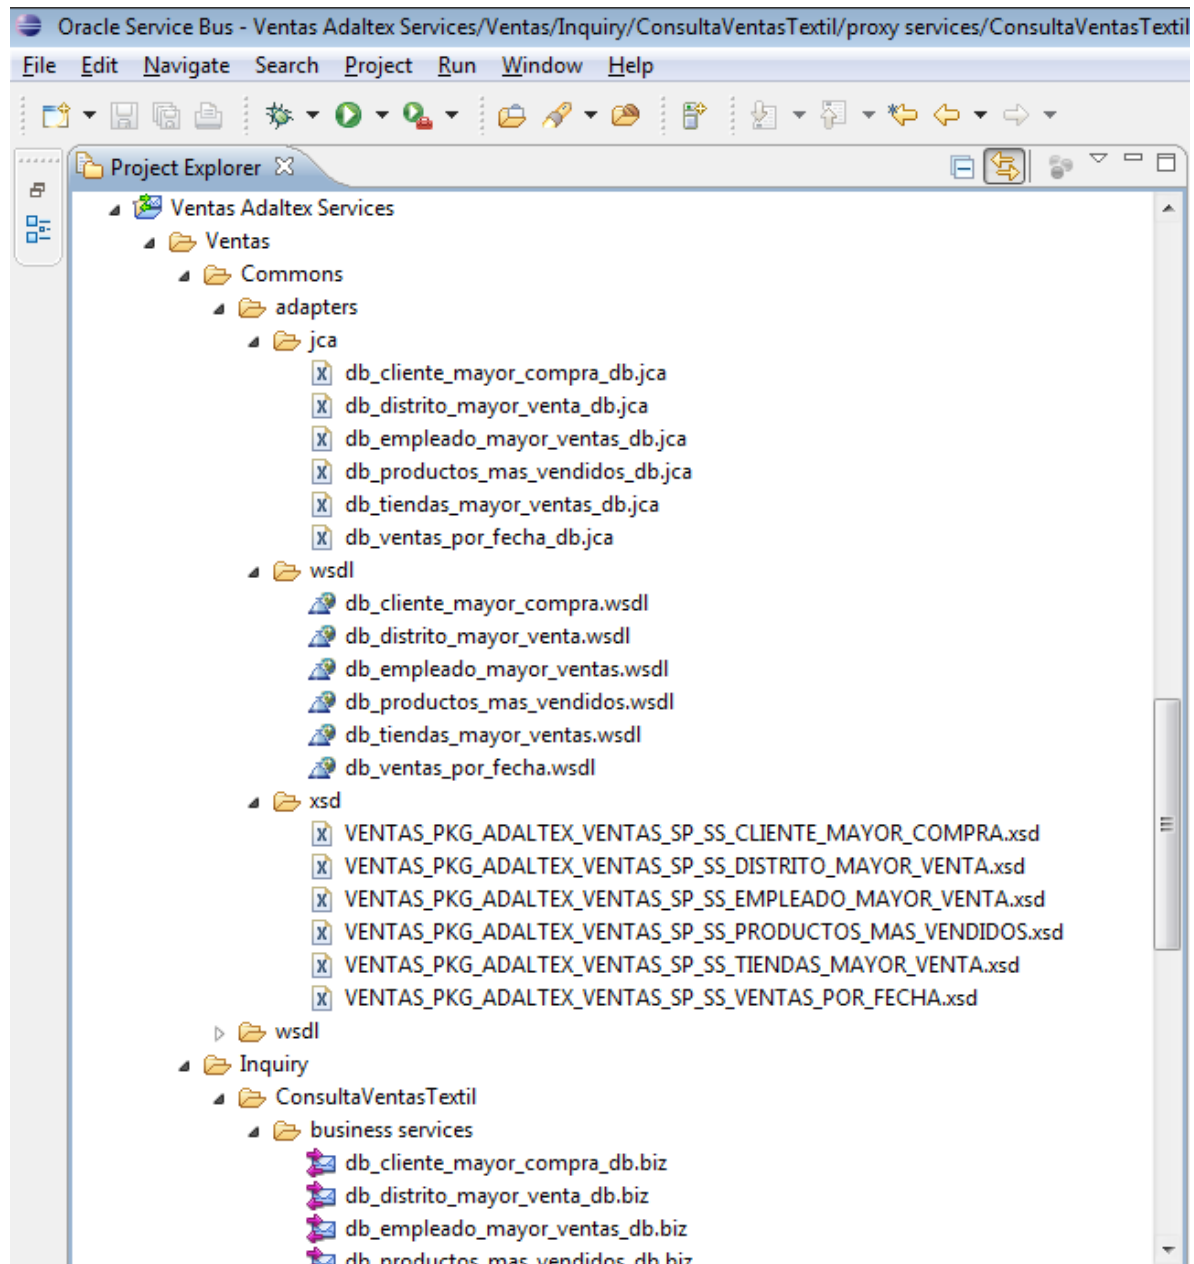 Oracle Service Bus - Ventas Adaltex Services/Ventas/Inquiry/ConsultaVentasTextil/proxy services/ConsultaVentasTextil
File Edit Navigate Search Project Run Window Help
Project Explorer
Ventas Adaltex Services
Ventas
Commons
adapters
jca
db_cliente_mayor_compra_db.jca
db_distrito_mayor_venta_db.jca
db_empleado_mayor_ventas_db.jca
db_productos_mas_vendidos_db.jca
db_tiendas_mayor_ventas_db.jca
db_ventas_por_fecha_db.jca
wsdl
db_cliente_mayor_compra.wsdl
db_distrito_mayor_venta.wsdl
db_empleado_mayor_ventas.wsdl
db_productos_mas_vendidos.wsdl
db_tiendas_mayor_ventas.wsdl
db_ventas_por_fecha.wsdl
xsd
VENTAS_PKG_ADALTEX_VENTAS_SP_SS_CLIENTE_MAYOR_COMPRA.xsd
VENTAS_PKG_ADALTEX_VENTAS_SP_SS_DISTRITO_MAYOR_VENTA.xsd
VENTAS_PKG_ADALTEX_VENTAS_SP_SS_EMPLEADO_MAYOR_VENTA.xsd
VENTAS_PKG_ADALTEX_VENTAS_SP_SS_PRODUCTOS_MAS_VENDIDOS.xsd
VENTAS_PKG_ADALTEX_VENTAS_SP_SS_TIENDAS_MAYOR_VENTA.xsd
VENTAS_PKG_ADALTEX_VENTAS_SP_SS_VENTAS_POR_FECHA.xsd
wsdl
Inquiry
ConsultaVentasTextil
business services
db_cliente_mayor_compra_db.biz
db_distrito_mayor_venta_db.biz
db_empleado_mayor_ventas_db.biz
db_productos_mas_vendidos_db.biz